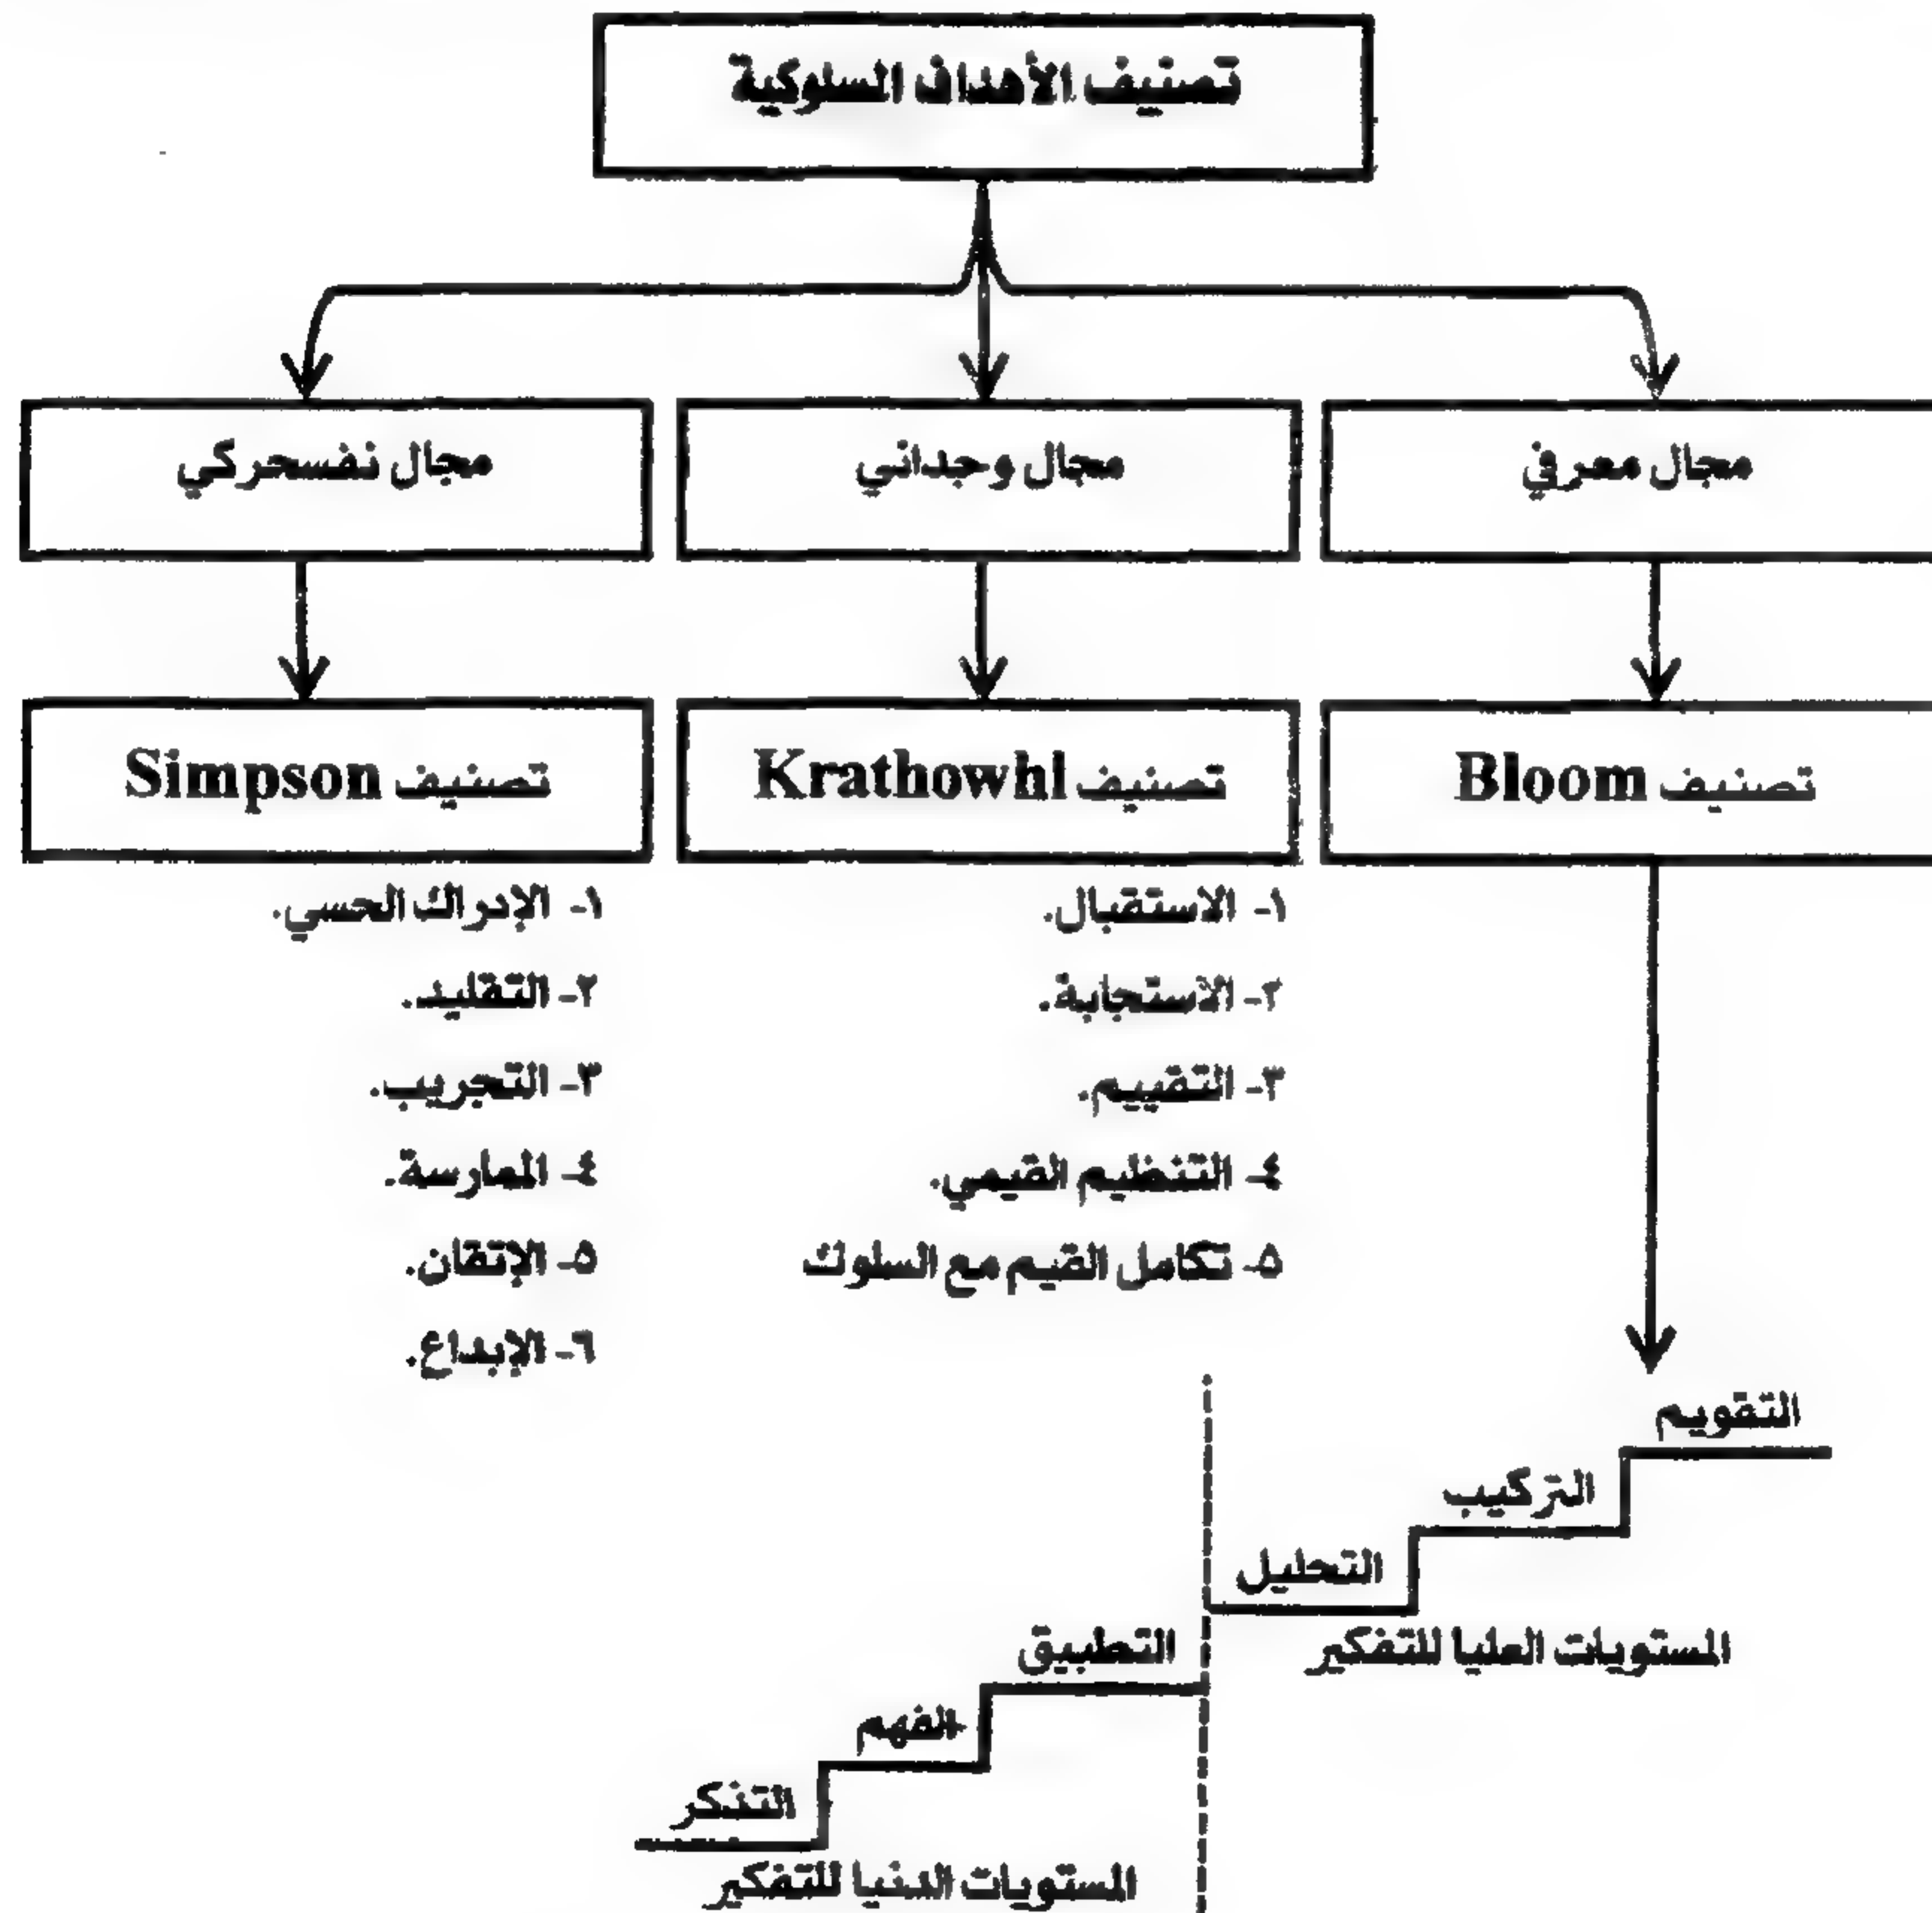 تصنيف الأهداف السلوكية
مجال معرفي
مجال وجداني
مجال نفسحركي
تصنيف Bloom
تصنيف Krathowhl
تصنيف Simpson
١- الاستقبال.
٢- الاستجابة.
٣- التقييم.
٤- التنظيم القيمي.
٥- تكامل القيم مع السلوك
١- الإدراك الحسي.
٢- التقليد.
٣- التجريب.
٤- الممارسة.
٥- الإتقان.
٦- الإبداع.
التقويم
التركيب
التحليل
المستويات العليا للتفكير
التطبيق
الفهم
التذكر
المستويات الدنيا للتفكير